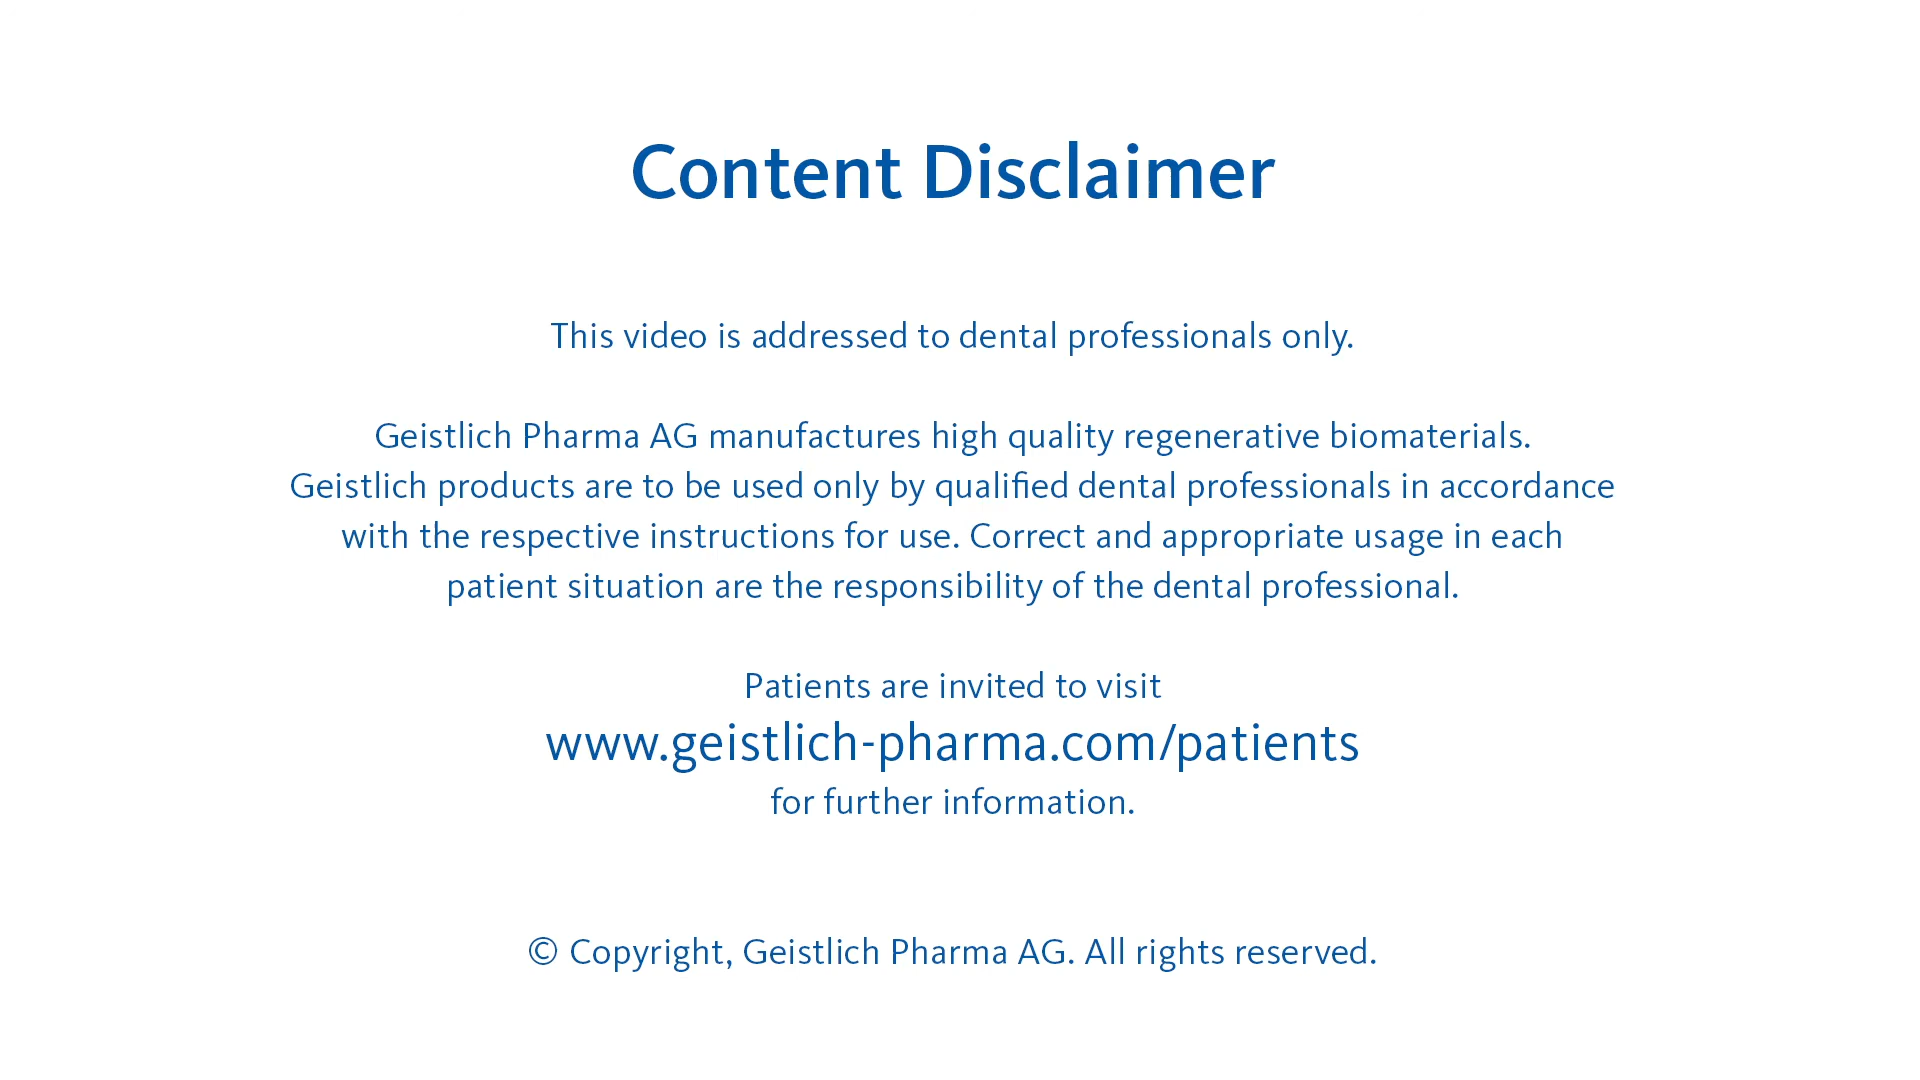 Content Disclaimer
This video is addressed to dental professionals only.
Geistlich Pharma AG manufactures high quality regenerative biomaterials.
Geistlich products are to be used only by qualified dental professionals in accordance
with the respective instructions for use. Correct and appropriate usage in each
patient situation are the responsibility of the dental professional.
Patients are invited to visit
www.geistlich-pharma.com/patients
for further information.
© Copyright, Geistlich Pharma AG. All rights reserved.